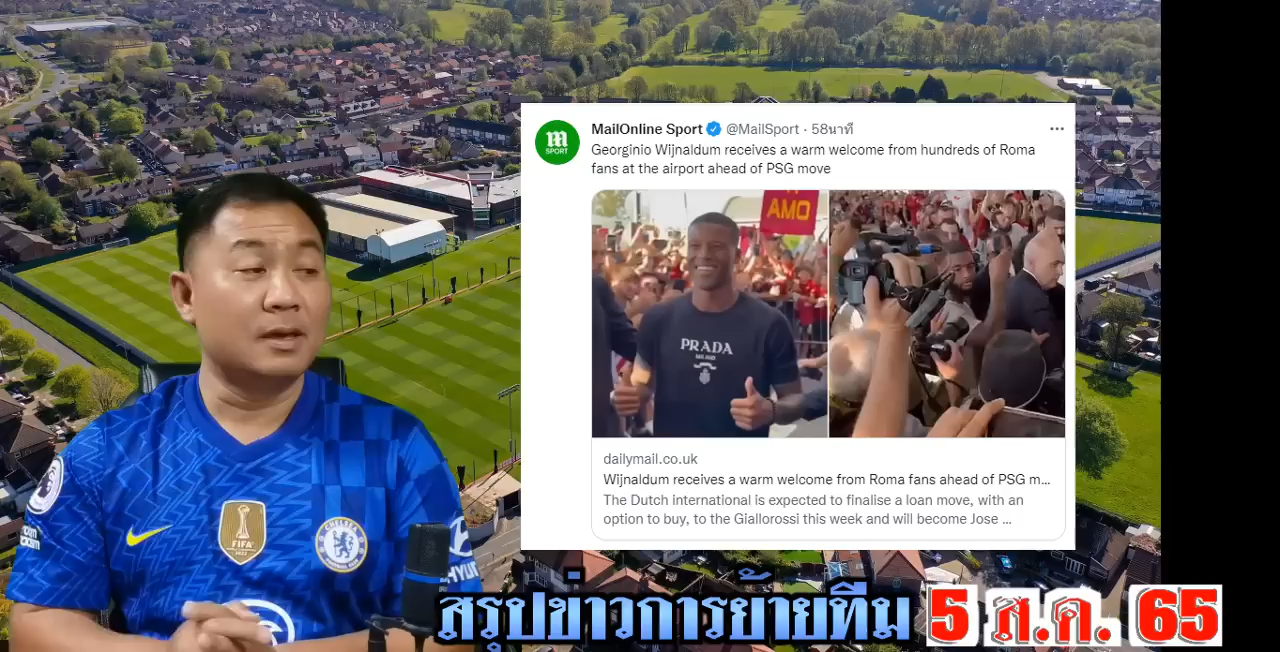 MailOnline Sport @MailSport · 58นาที
Georginio Wijnaldum receives a warm welcome from hundreds of Roma
fans at the airport ahead of PSG move
m
SPORT
AMO
PRADA
dailymail.co.uk
Wijnaldum receives a warm welcome from Roma fans ahead of PSG m...
The Dutch international is expected to finalise a loan move, with an
option to buy, to the Giallorossi this week and will become Jose ...
FIFA
CHELSEA
HYU
สรุปข่าวการย้ายทีม 5 ส.ค. 65